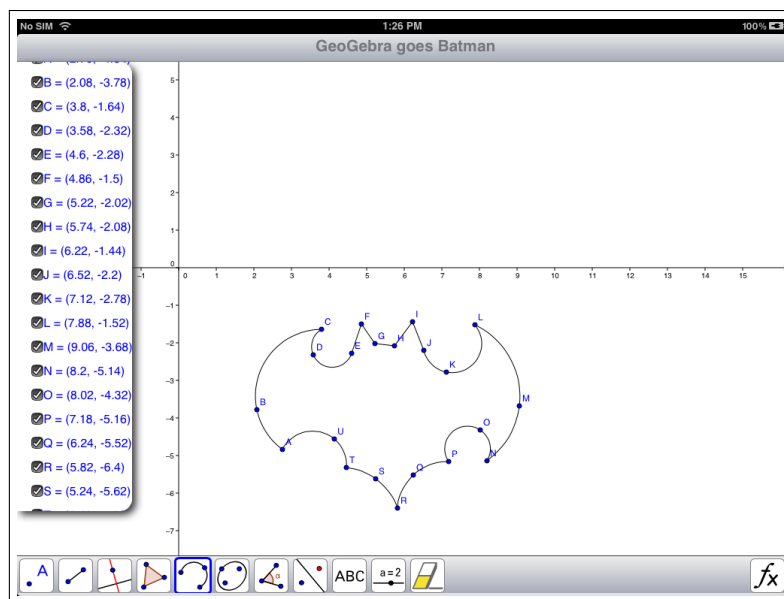 No SIM 1:26 PM 100%
GeoGebra goes Batman
B = (2.08, -3.78)
C = (3.8, -1.64)
D = (3.58, -2.32)
E = (4.6, -2.28)
F = (4.86, -1.5)
G = (5.22, -2.02)
H = (5.74, -2.08)
I = (6.22, -1.44)
J = (6.52, -2.2)
K = (7.12, -2.78)
L = (7.88, -1.52)
M = (9.06, -3.68)
N = (8.2, -5.14)
O = (8.02, -4.32)
P = (7.18, -5.16)
Q = (6.24, -5.52)
R = (5.82, -6.4)
S = (5.24, -5.62)
5
4
3
2
1
0
-1 0 2 3 4 5 6 7 8 9 10 11 12 13 14 15
-1
-2
-3
-4
-5
-6
-7
C F I L
D E G H J K
B M
A U O
T S Q P N
R
A ABC a=2 fx
α